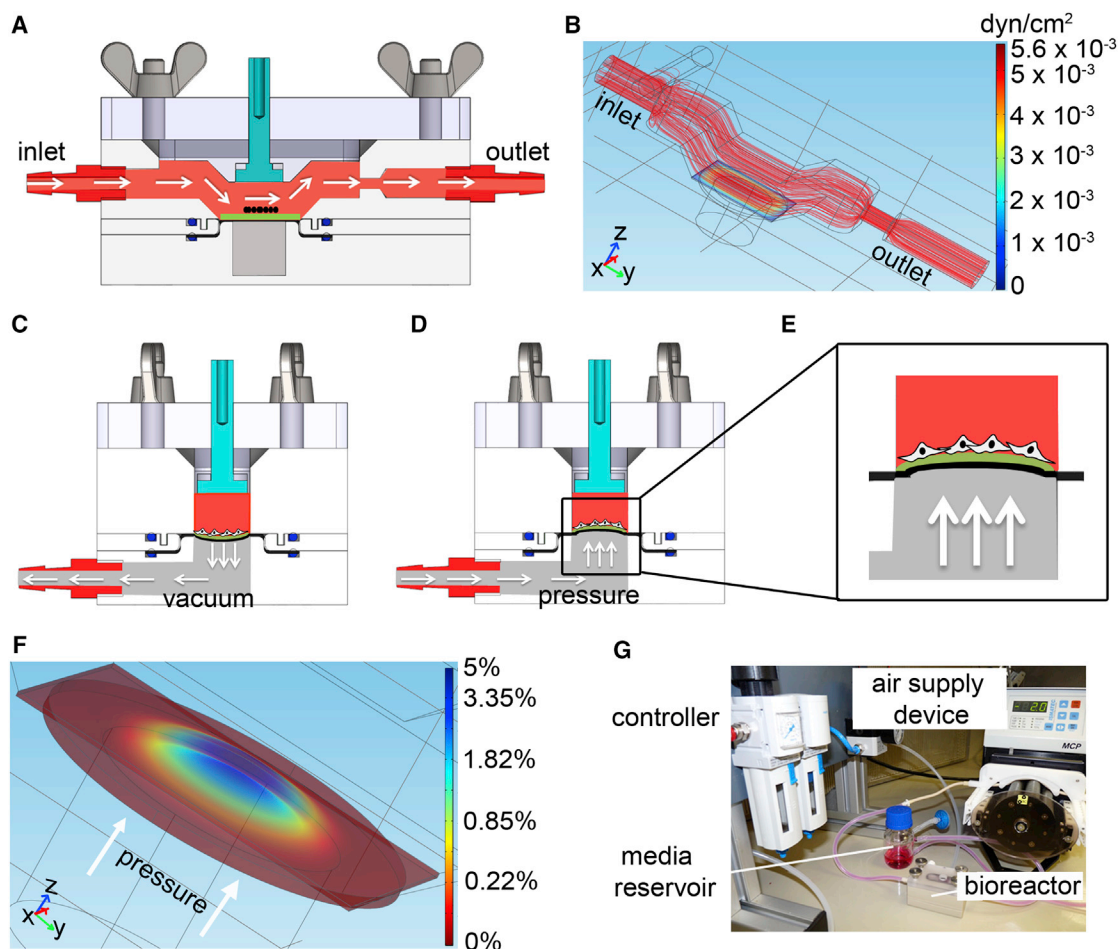 A
inlet
outlet
B
dyn/cm²
5.6 x 10⁻³
5 x 10⁻³
4 x 10⁻³
3 x 10⁻³
2 x 10⁻³
1 x 10⁻³
0
inlet
outlet
z
x
y
C
vacuum
D
pressure
E
F
5%
3.35%
1.82%
0.85%
0.22%
0%
pressure
z
x
y
G
controller
air supply
device
2.0
MCP
media
reservoir
bioreactor